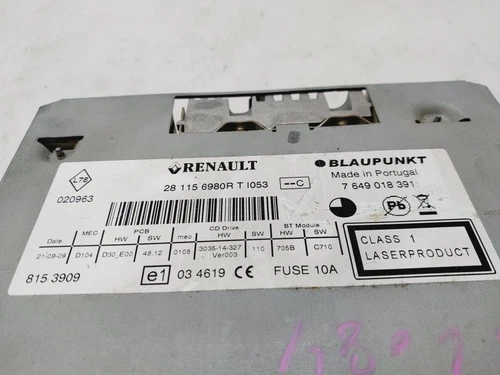 RENAULT
BLAUPUNKT
Made in Portugal
L78
020963
28 115 6980R T I053
--C
7 649 018 391
Pb
Date MEC PCB HW SW meo CD Drive HW SW BT Module HW SW
21-09-09 D104 D30_E00 48.12 0108 3035-14-327 Ver003 110 705B C710
CLASS 1
LASERPRODUCT
815 3909
e1
03 4619 CE FUSE 10A